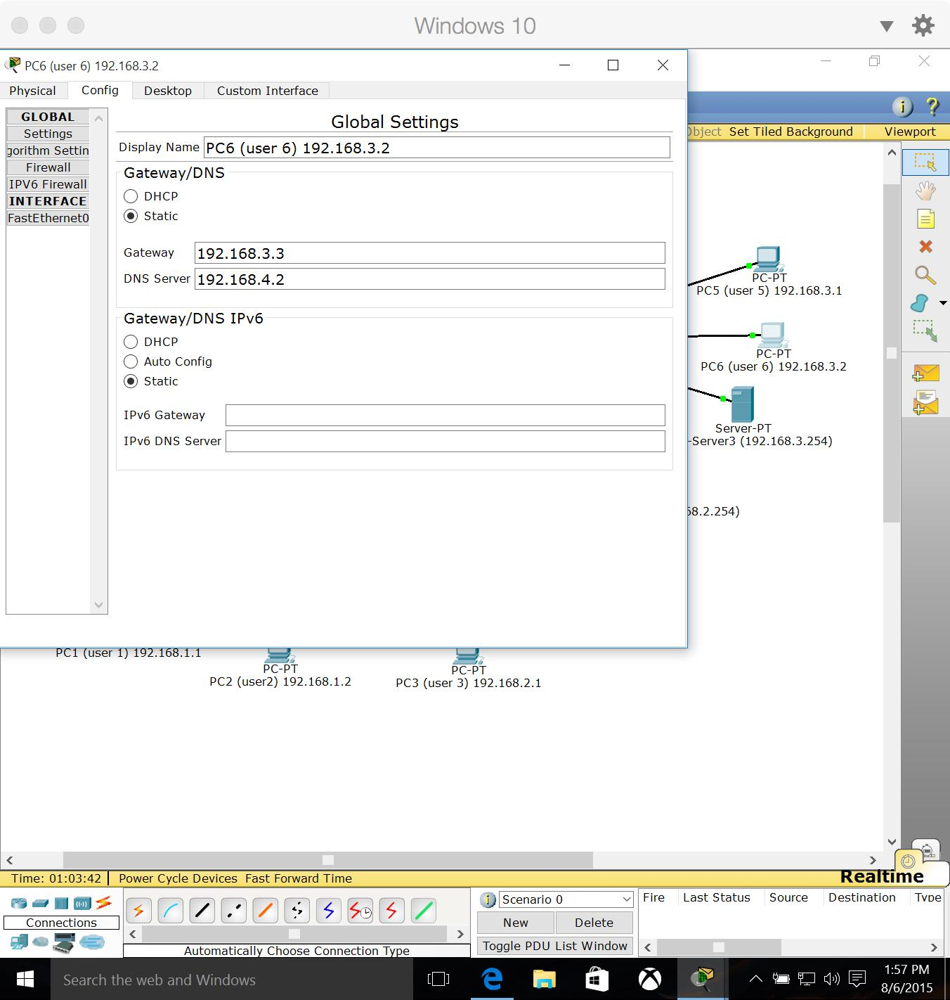 Windows 10
PC6 (user 6) 192.168.3.2
Physical
Config
Desktop
Custom Interface
GLOBAL
Settings
gorithm Settin
Firewall
IPV6 Firewall
INTERFACE
FastEthernet0
Global Settings
Display Name PC6 (user 6) 192.168.3.2
Gateway/DNS
DHCP
Static
Gateway 192.168.3.3
DNS Server 192.168.4.2
Gateway/DNS IPv6
DHCP
Auto Config
Static
IPv6 Gateway
IPv6 DNS Server
Object Set Tiled Background Viewport
PC-PT
PC5 (user 5) 192.168.3.1
PC-PT
PC6 (user 6) 192.168.3.2
Server-PT
-Server3 (192.168.3.254)
68.2.254)
PC1 (user 1) 192.168.1.1
PC-PT
PC2 (user2) 192.168.1.2
PC-PT
PC3 (user 3) 192.168.2.1
Time: 01:03:42 Power Cycle Devices Fast Forward Time
Realtime
Connections
Automatically Choose Connection Type
Scenario 0
New
Delete
Toggle PDU List Window
Fire Last Status Source Destination Type
Search the web and Windows
1:57 PM
8/6/2015